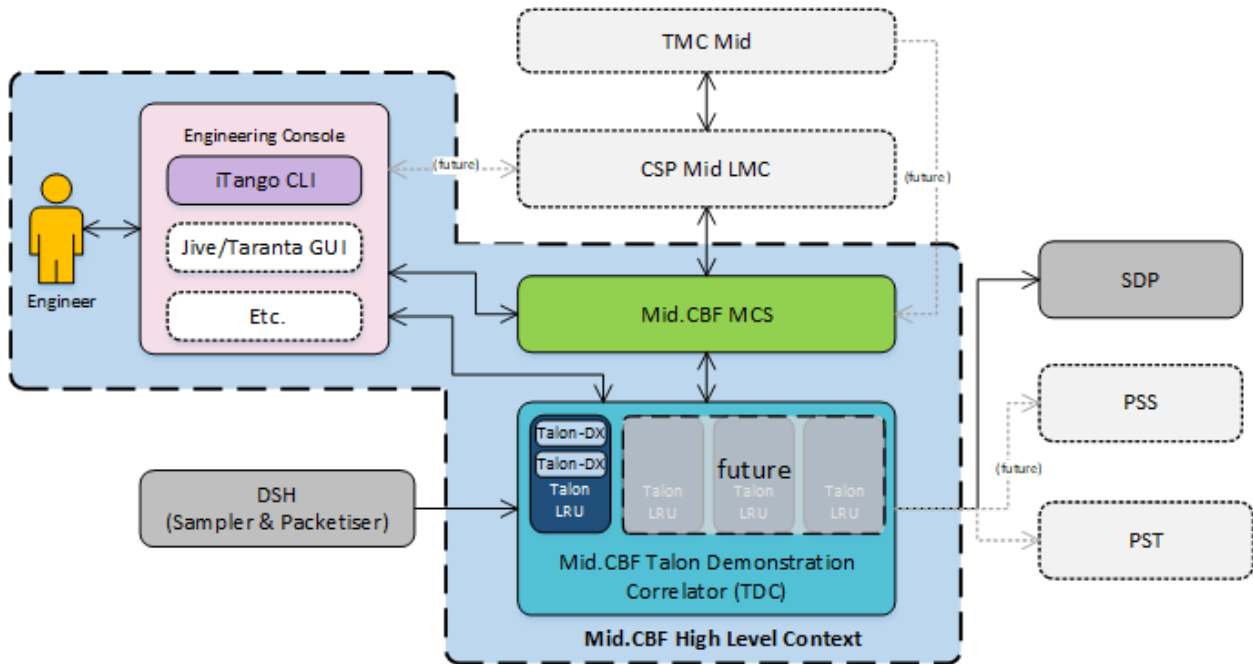 TMC Mid
Engineering Console
iTango CLI
(future)
CSP Mid LMC
(future)
Jive/Taranta GUI
Engineer
Etc.
Mid.CBF MCS
SDP
PSS
Talon-DX
Talon-DX
Talon
LRU
future
Talon
LRU
Talon
LRU
Talon
LRU
(future)
DSH
(Sampler & Packetiser)
PST
Mid.CBF Talon Demonstration
Correlator (TDC)
Mid.CBF High Level Context